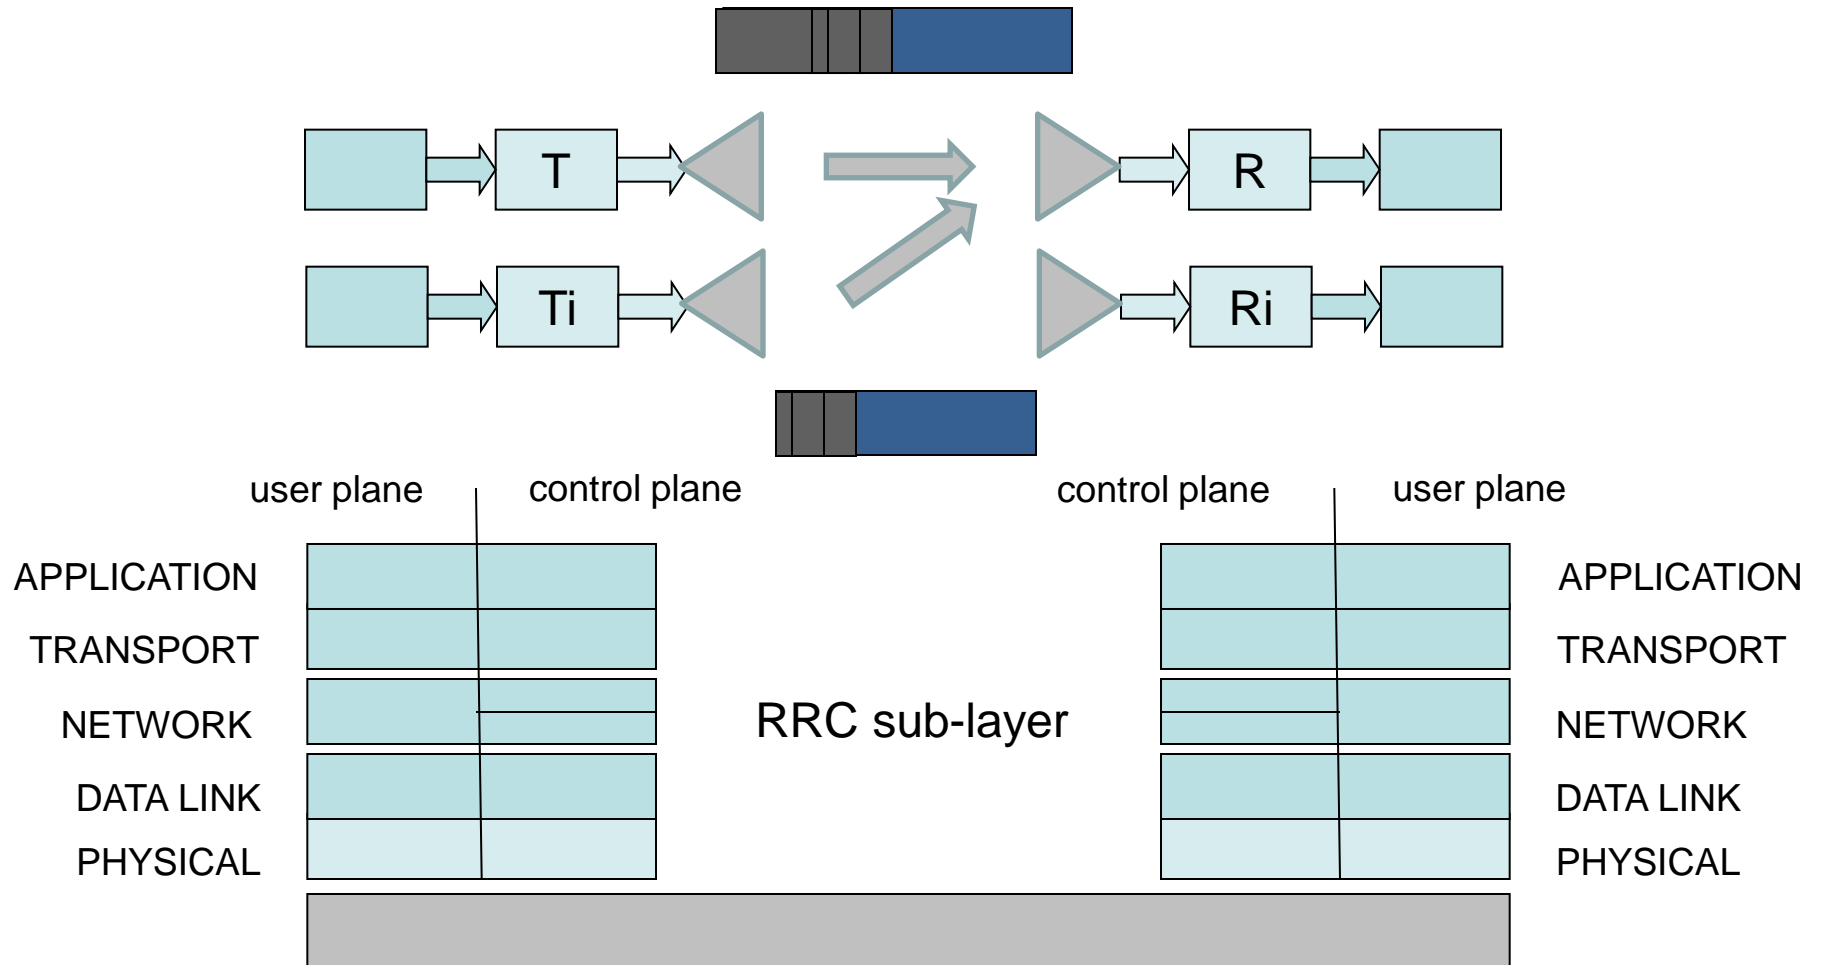 T
R
Ti
Ri
user plane
control plane
control plane
user plane
APPLICATION
APPLICATION
TRANSPORT
TRANSPORT
NETWORK
RRC sub-layer
NETWORK
DATA LINK
DATA LINK
PHYSICAL
PHYSICAL